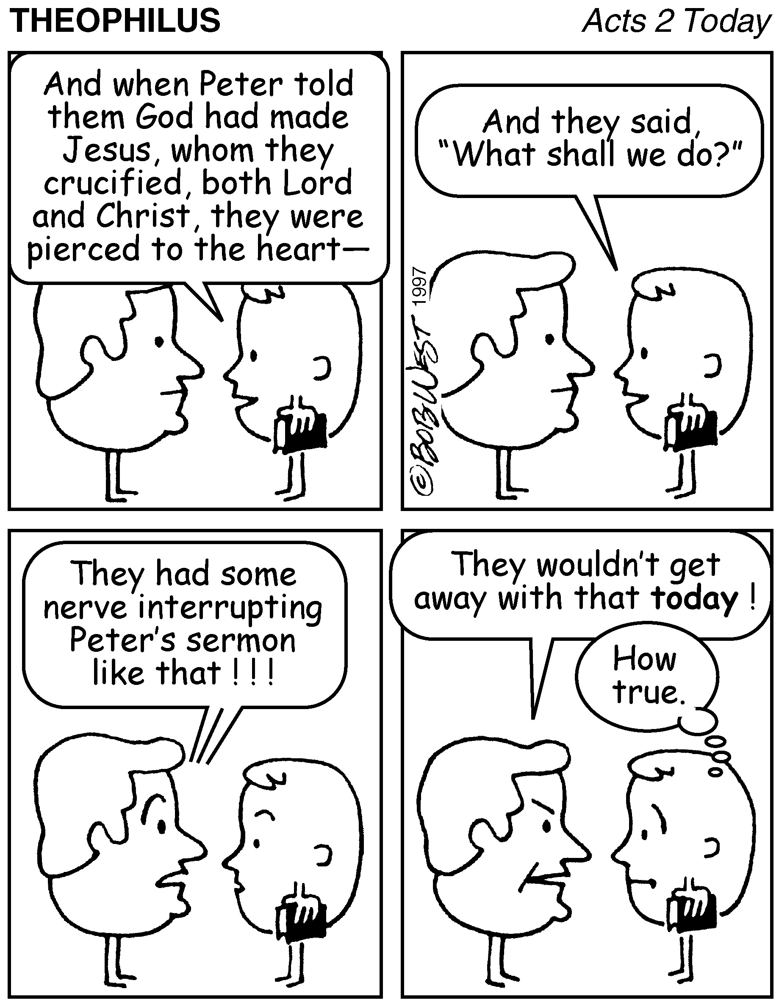 THEOPHILUS
Acts 2 Today
And when Peter told
them God had made
Jesus, whom they
crucified, both Lord
and Christ, they were
pierced to the heart—
And they said,
“What shall we do?”
©BOB WEST 1997
They had some
nerve interrupting
Peter’s sermon
like that ! ! !
They wouldn’t get
away with that today !
How
true.